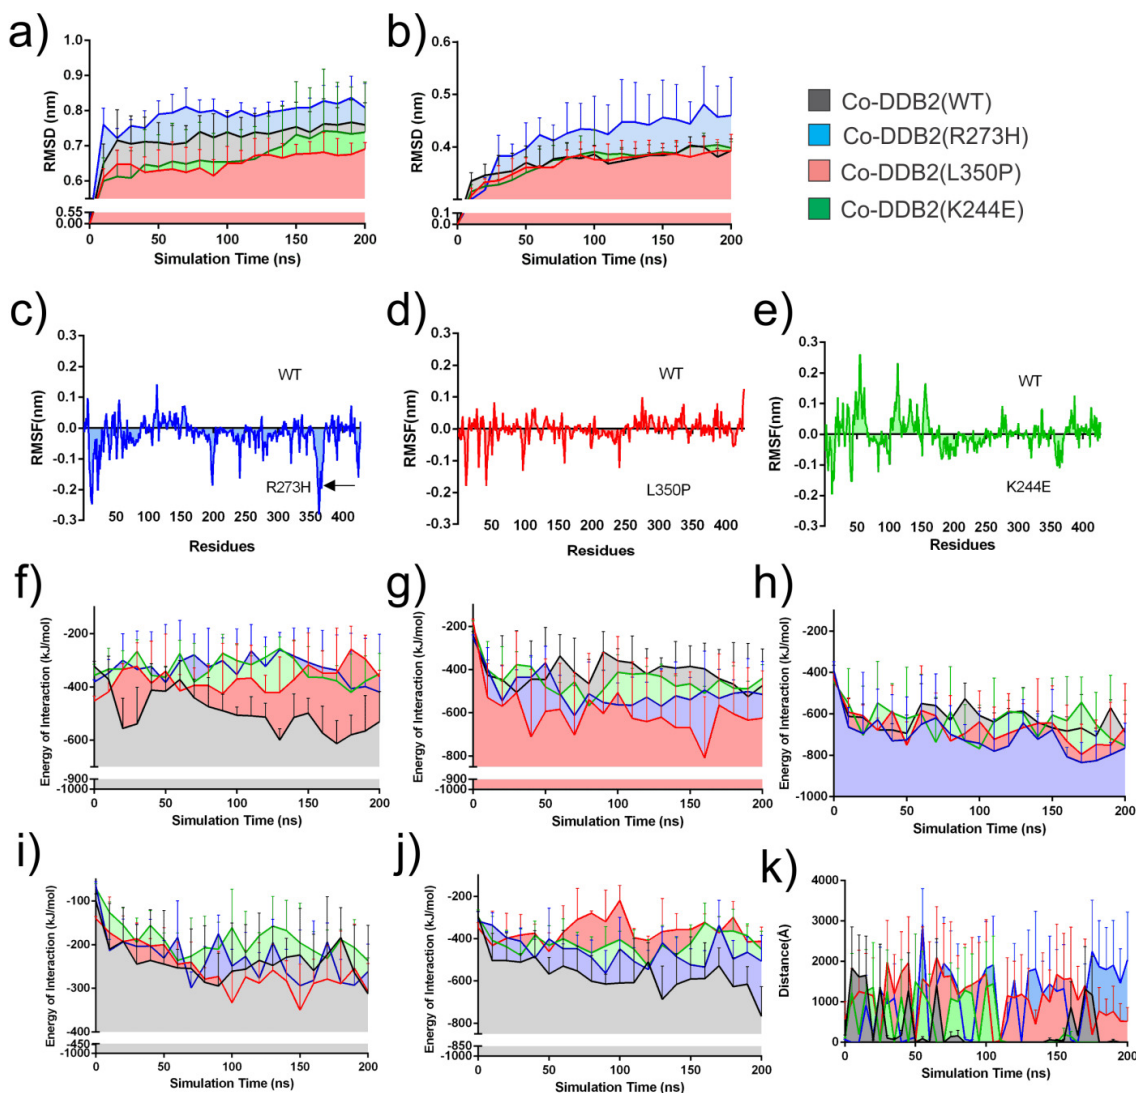 a)
1.0
0.9
0.8
0.7
0.6
0.55
0.00
RMSD (nm)
0 50 100 150 200
Simulation Time (ns)
b)
0.6
0.5
0.4
0.1
0.0
RMSD (nm)
0 50 100 150 200
Simulation Time (ns)
Co-DDB2(WT)
Co-DDB2(R273H)
Co-DDB2(L350P)
Co-DDB2(K244E)
c)
0.3
0.2
0.1
0.0
-0.1
-0.2
-0.3
RMSF(nm)
WT
R273H
50 100 150 200 250 300 350 400
Residues
d)
0.3
0.2
0.1
0.0
-0.1
-0.2
-0.3
RMSF(nm)
WT
L350P
50 100 150 200 250 300 350 400
Residues
e)
0.3
0.2
0.1
0.0
-0.1
-0.2
-0.3
RMSF(nm)
WT
K244E
50 100 150 200 250 300 350 400
Residues
f)
-200
-400
-600
-900
-1000
Energy of Interaction (kJ/mol)
0 50 100 150 200
Simulation Time (ns)
g)
-200
-400
-600
-800
-900
-1000
Energy of Interaction (kJ/mol)
0 50 100 150 200
Simulation Time (ns)
h)
-200
-400
-600
-800
-1000
Energy of Interaction (kJ/mol)
0 50 100 150 200
Simulation Time (ns)
i)
-100
-200
-300
-400
-450
-1000
Energy of Interaction (kJ/mol)
0 50 100 150 200
Simulation Time (ns)
j)
-200
-400
-600
-800
-850
-1000
Energy of Interaction (kJ/mol)
0 50 100 150 200
Simulation Time (ns)
k)
4000
3000
2000
1000
0
Distance(Å)
0 50 100 150 200
Simulation Time (ns)